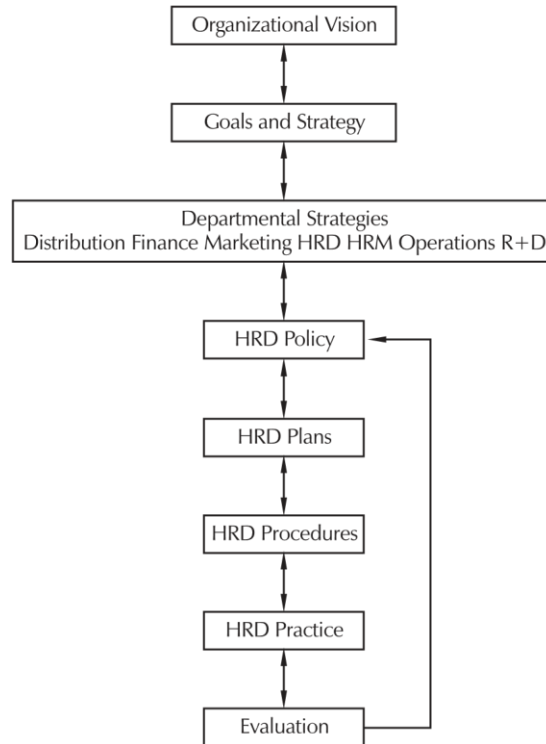 Organizational Vision
Goals and Strategy
Departmental Strategies
Distribution Finance Marketing HRD HRM Operations R+D
HRD Policy
HRD Plans
HRD Procedures
HRD Practice
Evaluation